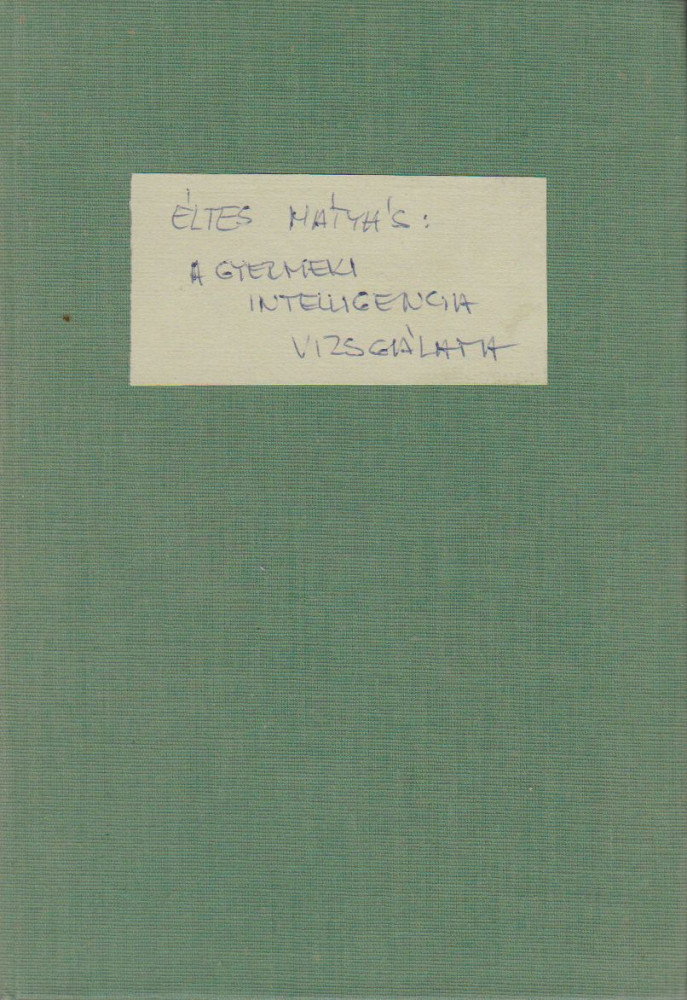 ÉLTES MÁTYÁS:
A GYERMEKI
INTELLIGENCIA
VIZSGÁLATA